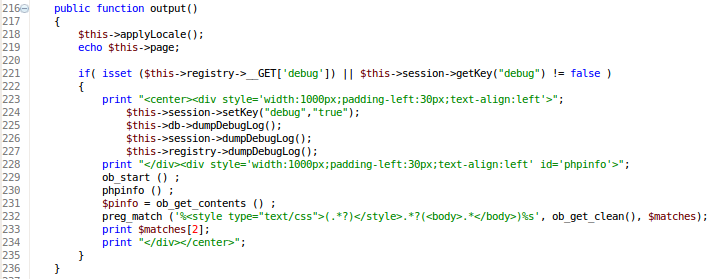 216 public function output()
217 {
218 $this->applyLocale();
219 echo $this->page;
220
221 if( isset ($this->registry->__GET['debug']) || $this->session->getKey("debug") != false )
222 {
223 print "<center><div style='width:1000px;padding-left:30px;text-align:left'>";
224 $this->session->setKey("debug","true");
225 $this->db->dumpDebugLog();
226 $this->session->dumpDebugLog();
227 $this->registry->dumpDebugLog();
228 print "</div><div style='width:1000px;padding-left:30px;text-align:left' id='phpinfo'>";
229 ob_start () ;
230 phpinfo () ;
231 $pinfo = ob_get_contents () ;
232 preg_match ('%<style type="text/css">(.*?)</style>.*?(<body>.*</body>)%s', ob_get_clean(), $matches);
233 print $matches[2];
234 print "</div></center>";
235 }
236 }